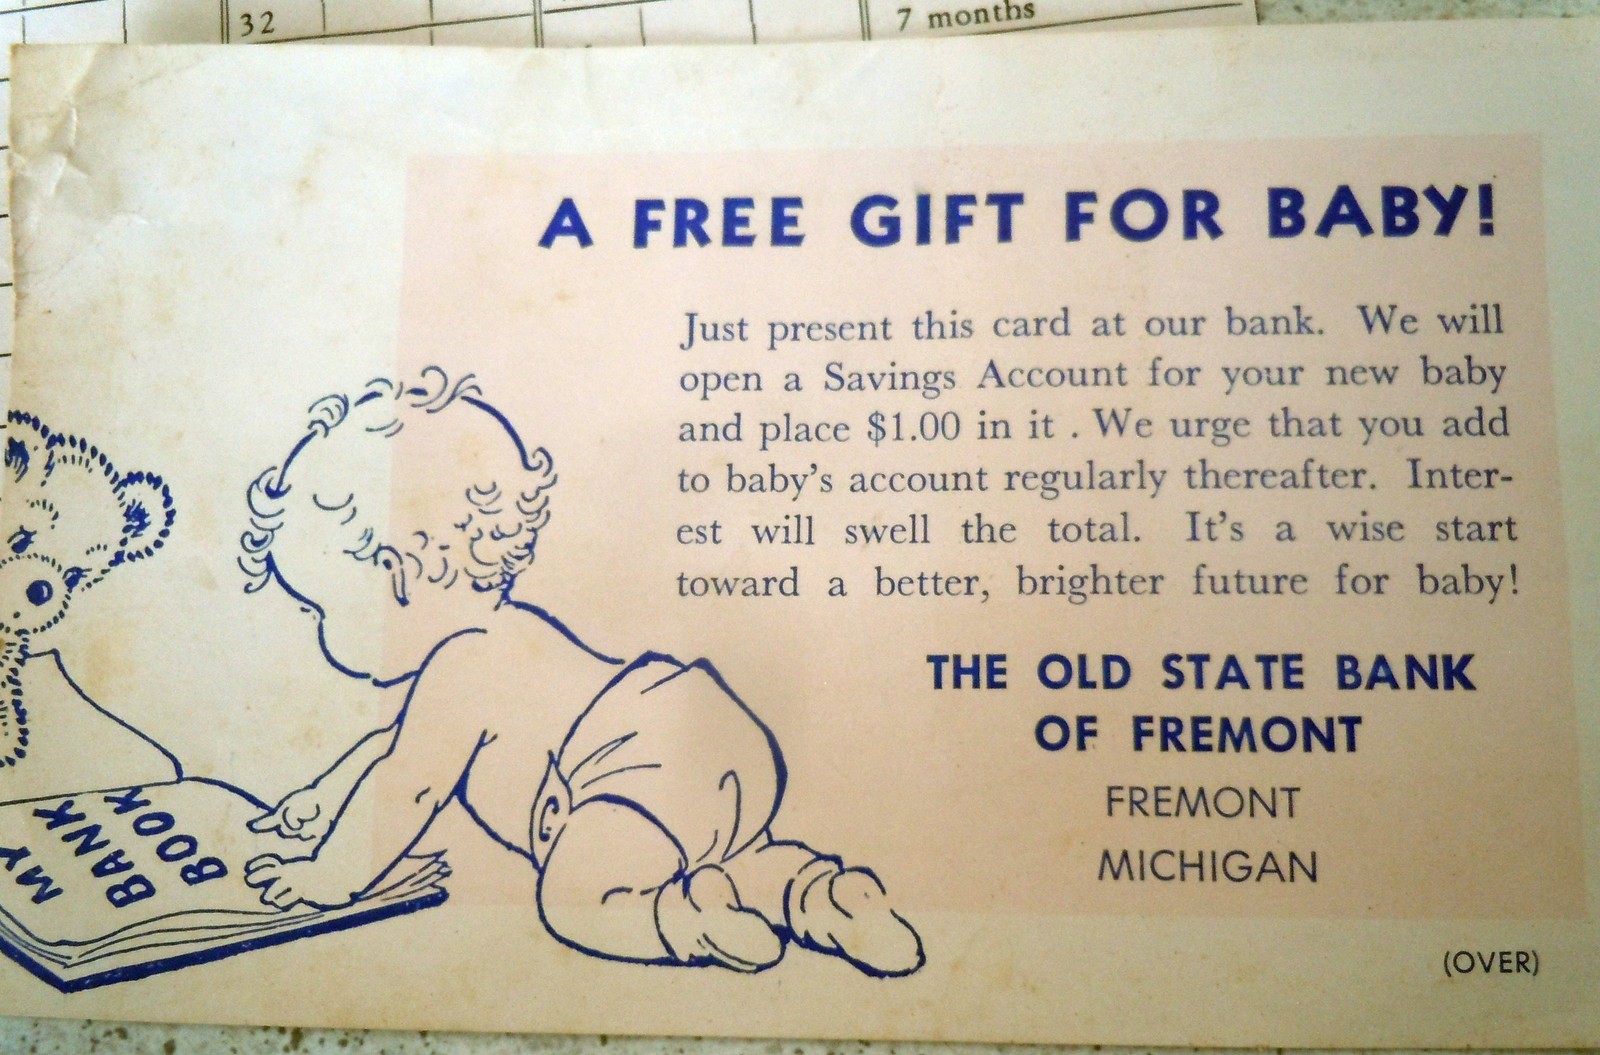 32
7 months
A FREE GIFT FOR BABY!
Just present this card at our bank. We will
open a Savings Account for your new baby
and place $1.00 in it . We urge that you add
to baby's account regularly thereafter. Inter-
est will swell the total. It's a wise start
toward a better, brighter future for baby!
THE OLD STATE BANK
OF FREMONT
FREMONT
MICHIGAN
(OVER)
MY
BANK
BOOK